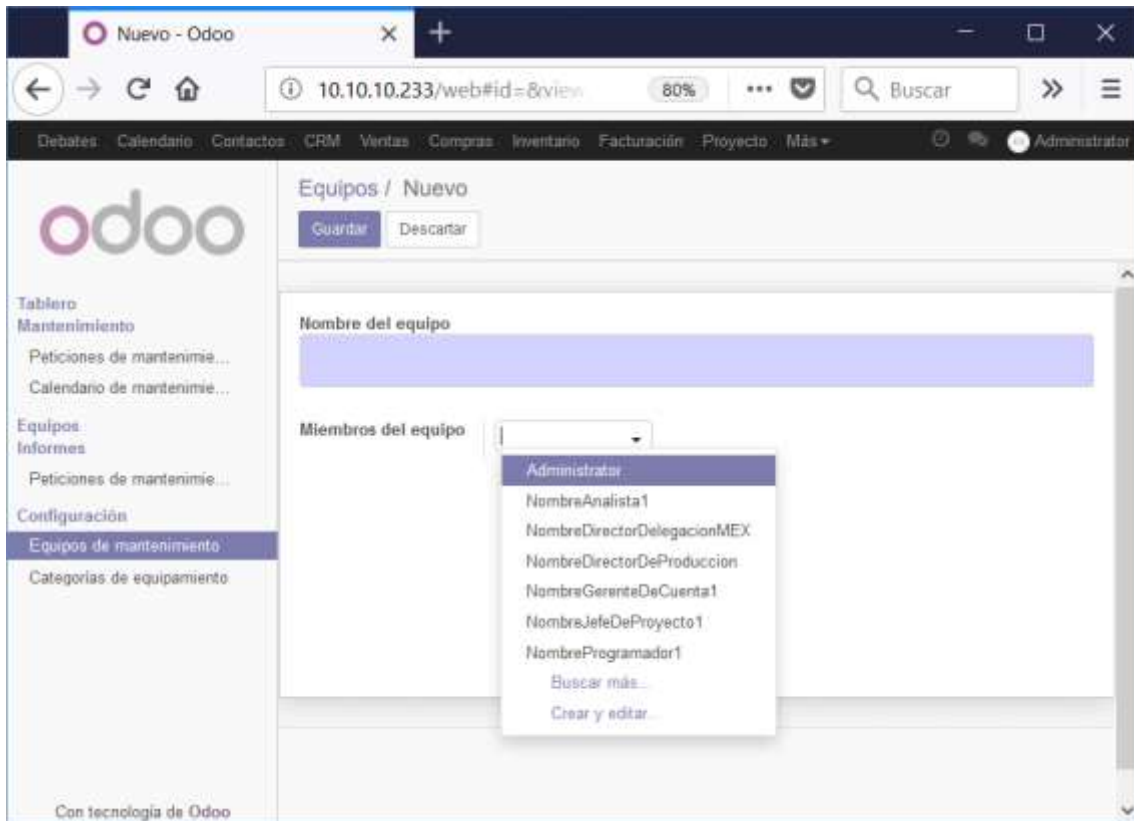 Nuevo - Odoo
10.10.10.233/web#id=&view
80%
Buscar
Debates Calendario Contactos CRM Ventas Compras Inventario Facturación Proyecto Más
Administrator
odoo
Equipos / Nuevo
Guardar Descartar
Tablero
Mantenimiento
Peticiones de mantenimie...
Calendario de mantenimie...
Equipos
Informes
Peticiones de mantenimie...
Configuración
Equipos de mantenimiento
Categorías de equipamiento
Con tecnología de Odoo
Nombre del equipo
Miembros del equipo
Administrator
NombreAnalista1
NombreDirectorDelegacionMEX
NombreDirectorDeProduccion
NombreGerenteDeCuenta1
NombreJefeDeProyecto1
NombreProgramador1
Buscar más...
Crear y editar...